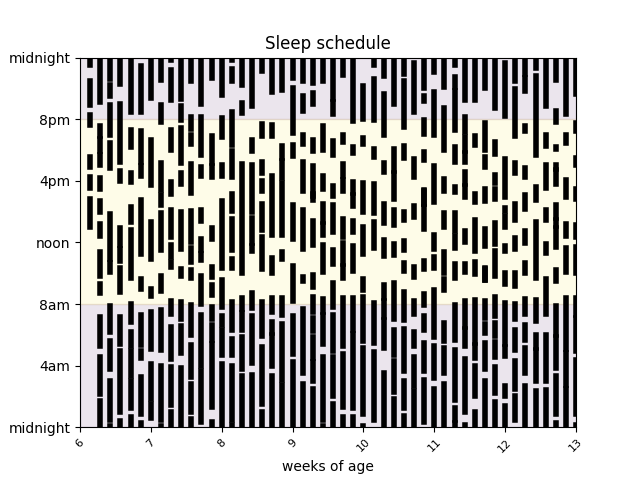 Sleep schedule
midnight
8pm
4pm
noon
8am
4am
midnight
6 7 8 9 10 11 12 13
weeks of age